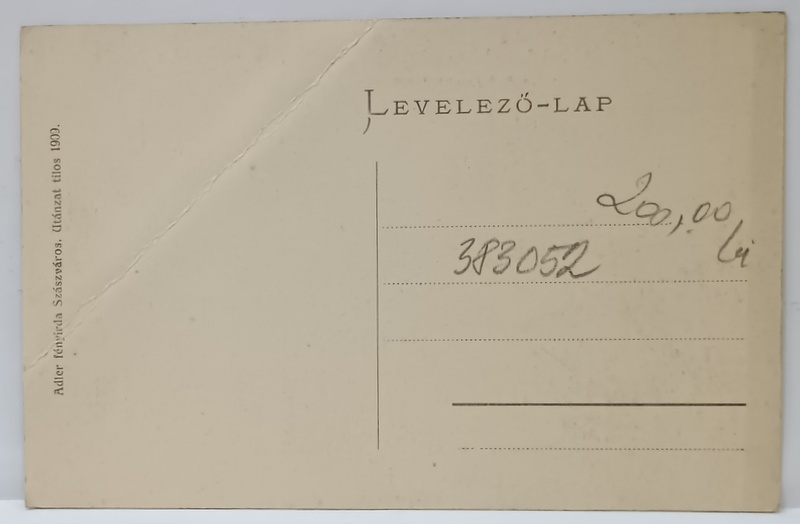 LEVELEZŐ-LAP
200,00
Lei
383052
Adler fényirda Szászváros. Utánzat tilos 1909.